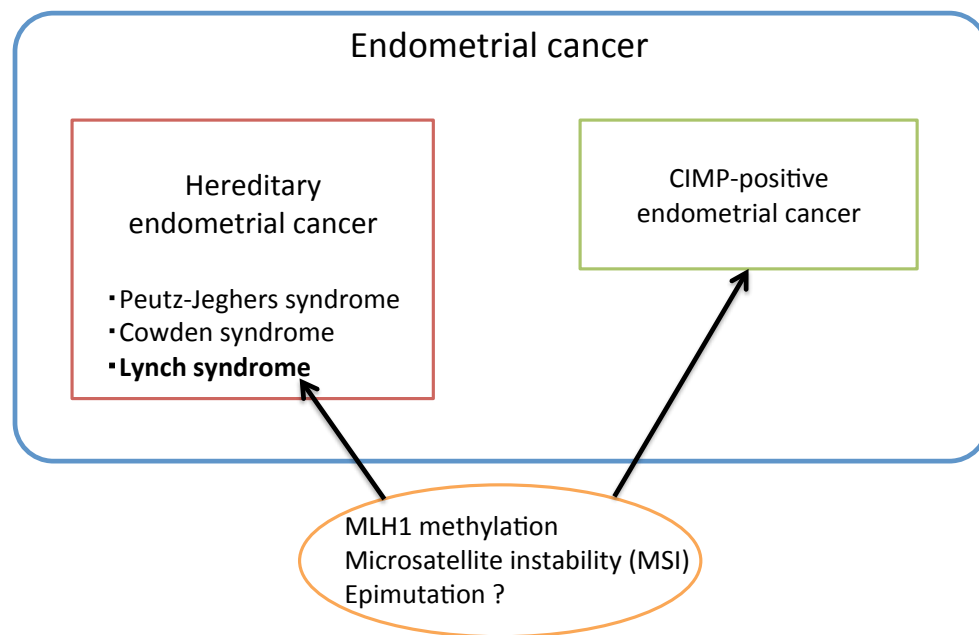 Endometrial cancer
Hereditary
endometrial cancer
・Peutz-Jeghers syndrome
・Cowden syndrome
・Lynch syndrome
CIMP-positive
endometrial cancer
MLH1 methylation
Microsatellite instability (MSI)
Epimutation ?